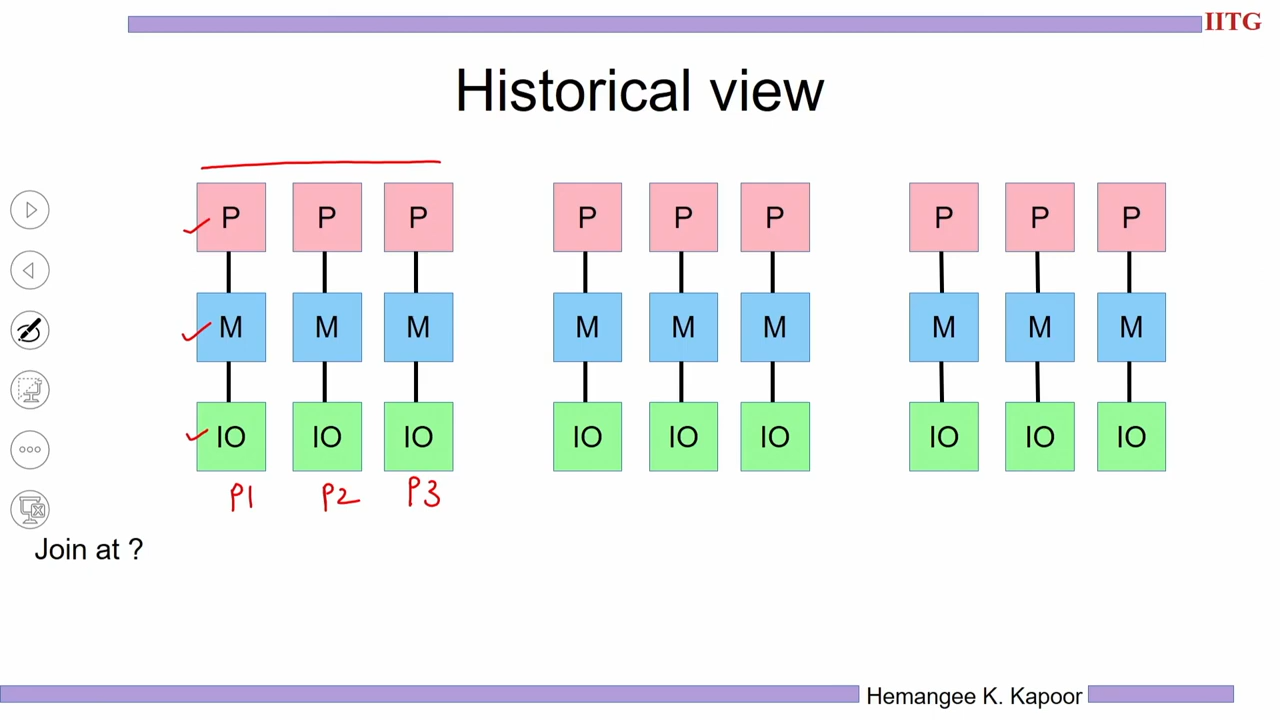 IITG
Historical view
P P P P P P P P P
M M M M M M M M M
IO IO IO IO IO IO IO IO IO
P1 P2 P3
Join at ?
Hemangee K. Kapoor